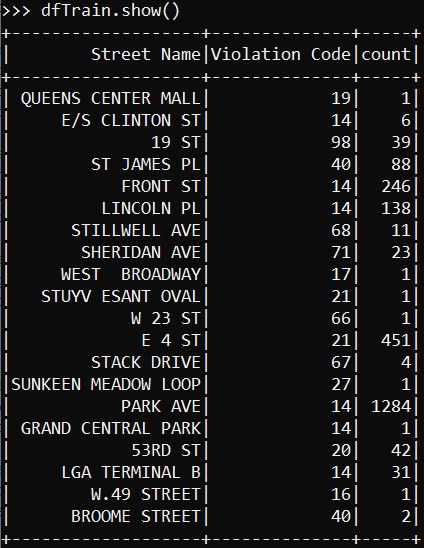 >>> dfTrain.show()
+-------------------+--------------+-----+
|        Street Name|Violation Code|count|
+-------------------+--------------+-----+
| QUEENS CENTER MALL|            19|    1|
|     E/S CLINTON ST|            14|    6|
|              19 ST|            98|   39|
|        ST JAMES PL|            40|   88|
|           FRONT ST|            14|  246|
|         LINCOLN PL|            14|  138|
|      STILLWELL AVE|            68|   11|
|       SHERIDAN AVE|            71|   23|
|     WEST  BROADWAY|            17|    1|
|   STUYV ESANT OVAL|            21|    1|
|            W 23 ST|            66|    1|
|             E 4 ST|            21|  451|
|        STACK DRIVE|            67|    4|
|SUNKEEN MEADOW LOOP|            27|    1|
|           PARK AVE|            14| 1284|
| GRAND CENTRAL PARK|            14|    1|
|            53RD ST|            20|   42|
|     LGA TERMINAL B|            14|   31|
|        W.49 STREET|            16|    1|
|      BROOME STREET|            40|    2|
+-------------------+--------------+-----+